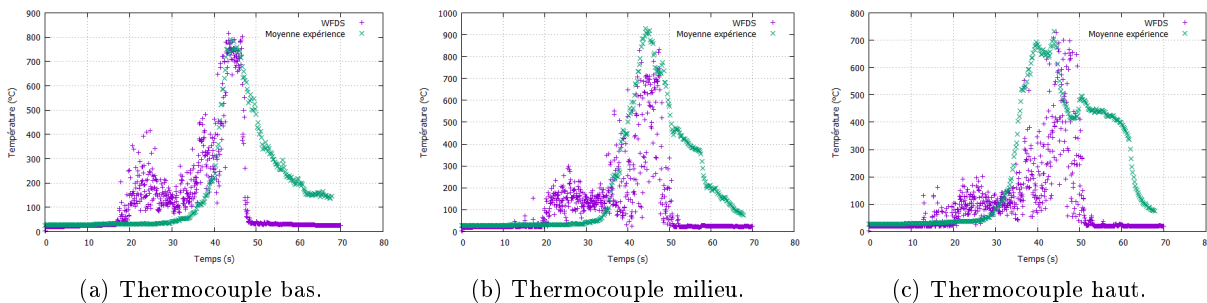 900
800
700
600
500
400
300
200
100
0
0 10 20 30 40 50 60 70 80
Température (°C)
Temps (s)
WFDS
Moyenne expérience
(a) Thermocouple bas.
1000
900
800
700
600
500
400
300
200
100
0
0 10 20 30 40 50 60 70 80
Température (°C)
Temps (s)
WFDS
Moyenne expérience
(b) Thermocouple milieu.
800
700
600
500
400
300
200
100
0
0 10 20 30 40 50 60 70 8
Température (°C)
Temps (s)
WFDS
Moyenne expérience
(c) Thermocouple haut.